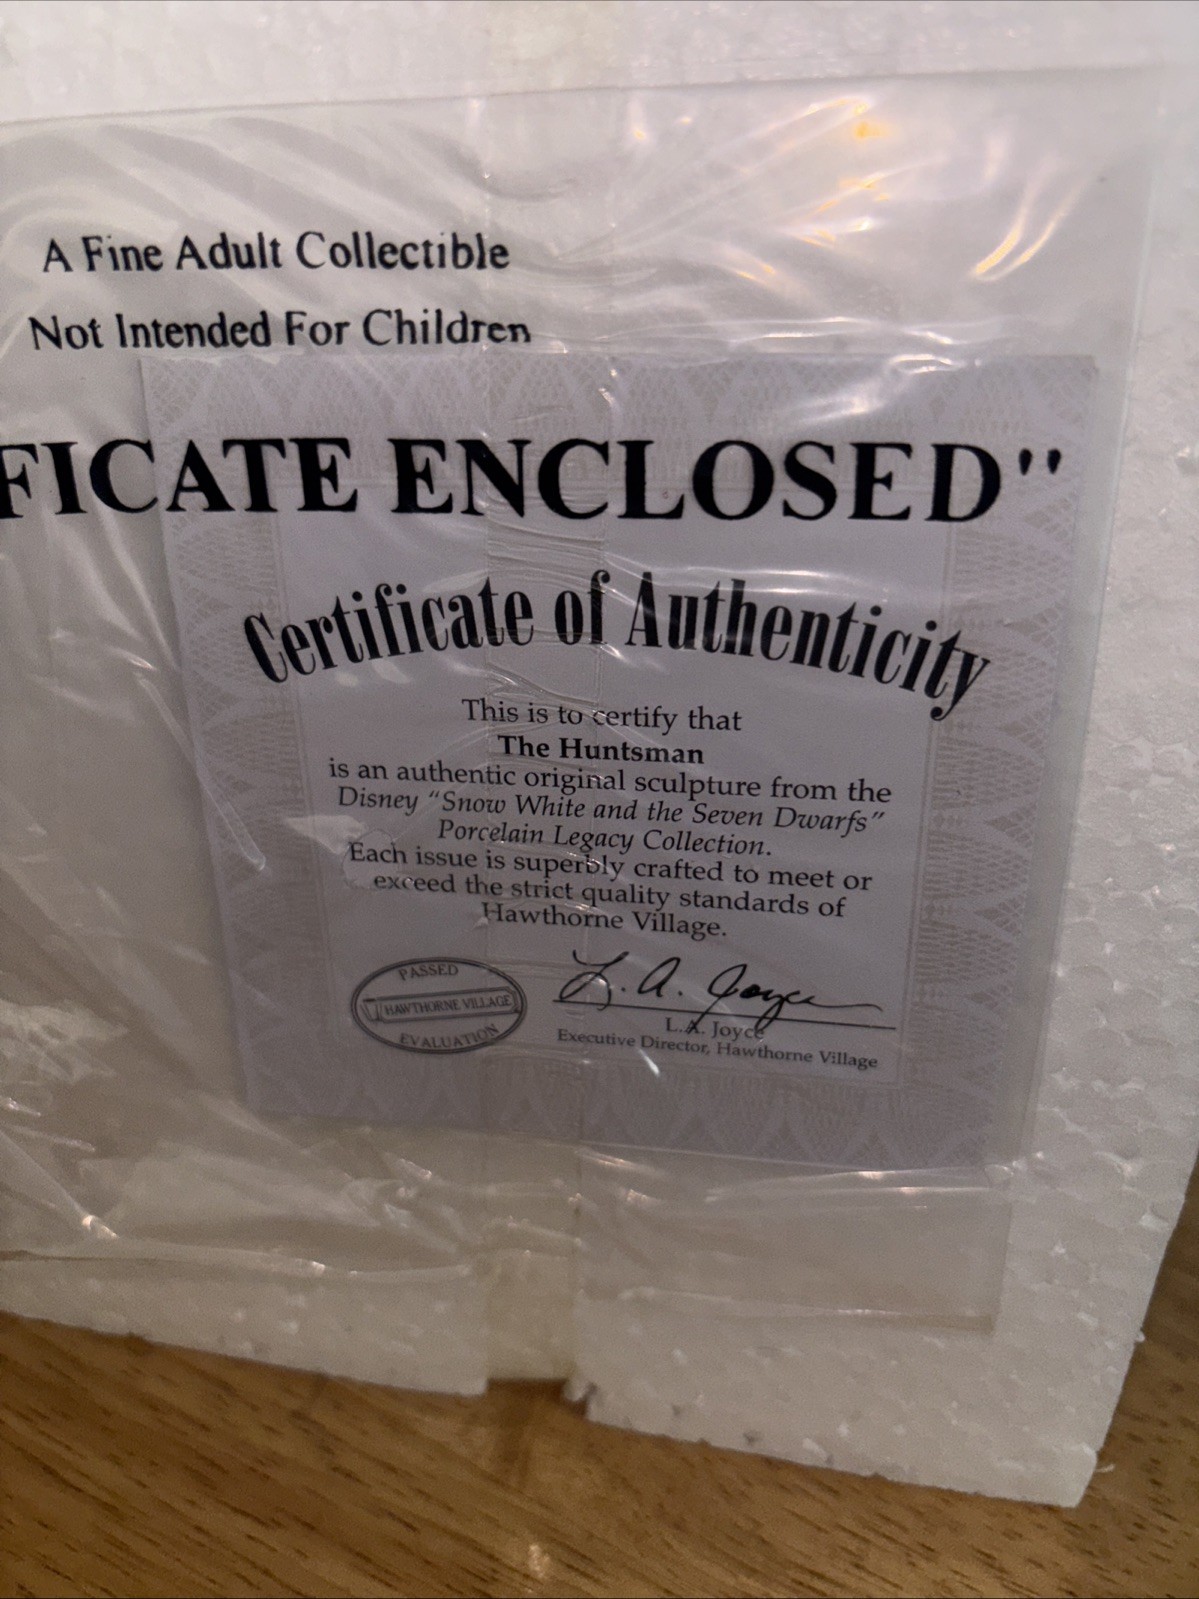 A Fine Adult Collectible
Not Intended For Children
FICATE ENCLOSED"
Certificate of Authenticity
This is to certify that
The Huntsman
is an authentic original sculpture from the
Disney "Snow White and the Seven Dwarfs"
Porcelain Legacy Collection.
Each issue is superbly crafted to meet or
exceed the strict quality standards of
Hawthorne Village.
PASSED
HAWTHORNE VILLAGE
EVALUATION
L. A. Joyce
L.A. Joyce
Executive Director, Hawthorne Village